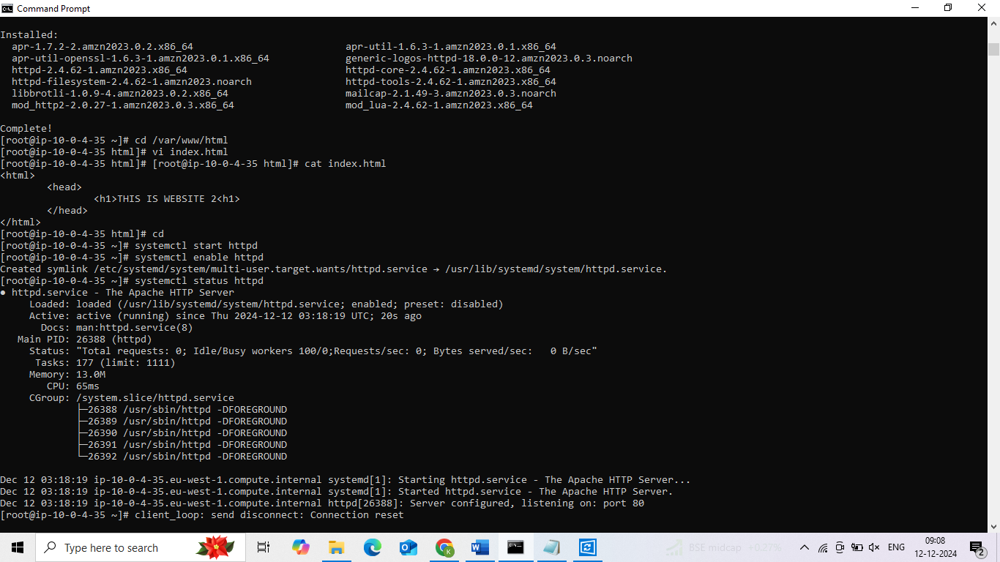 Command Prompt
Installed:
apr-1.7.2-2.amzn2023.0.2.x86_64 apr-util-1.6.3-1.amzn2023.0.1.x86_64
apr-util-openssl-1.6.3-1.amzn2023.0.1.x86_64 generic-logos-httpd-18.0.0-12.amzn2023.0.3.noarch
httpd-2.4.62-1.amzn2023.x86_64 httpd-core-2.4.62-1.amzn2023.x86_64
httpd-filesystem-2.4.62-1.amzn2023.noarch httpd-tools-2.4.62-1.amzn2023.x86_64
libbrotli-1.0.9-4.amzn2023.0.2.x86_64 mailcap-2.1.49-3.amzn2023.0.3.noarch
mod_http2-2.0.27-1.amzn2023.0.3.x86_64 mod_lua-2.4.62-1.amzn2023.x86_64
Complete!
[root@ip-10-0-4-35 ~]# cd /var/www/html
[root@ip-10-0-4-35 html]# vi index.html
[root@ip-10-0-4-35 html]# [root@ip-10-0-4-35 html]# cat index.html
<html>
<head>
<h1>THIS IS WEBSITE 2<h1>
</head>
</html>
[root@ip-10-0-4-35 html]# cd
[root@ip-10-0-4-35 ~]# systemctl start httpd
[root@ip-10-0-4-35 ~]# systemctl enable httpd
Created symlink /etc/systemd/system/multi-user.target.wants/httpd.service → /usr/lib/systemd/system/httpd.service.
[root@ip-10-0-4-35 ~]# systemctl status httpd
● httpd.service - The Apache HTTP Server
Loaded: loaded (/usr/lib/systemd/system/httpd.service; enabled; preset: disabled)
Active: active (running) since Thu 2024-12-12 03:18:19 UTC; 20s ago
Docs: man:httpd.service(8)
Main PID: 26388 (httpd)
Status: "Total requests: 0; Idle/Busy workers 100/0;Requests/sec: 0; Bytes served/sec:   0 B/sec"
Tasks: 177 (limit: 1111)
Memory: 13.0M
CPU: 65ms
CGroup: /system.slice/httpd.service
├─26388 /usr/sbin/httpd -DFOREGROUND
├─26389 /usr/sbin/httpd -DFOREGROUND
├─26390 /usr/sbin/httpd -DFOREGROUND
├─26391 /usr/sbin/httpd -DFOREGROUND
└─26392 /usr/sbin/httpd -DFOREGROUND
Dec 12 03:18:19 ip-10-0-4-35.eu-west-1.compute.internal systemd[1]: Starting httpd.service - The Apache HTTP Server...
Dec 12 03:18:19 ip-10-0-4-35.eu-west-1.compute.internal systemd[1]: Started httpd.service - The Apache HTTP Server.
Dec 12 03:18:19 ip-10-0-4-35.eu-west-1.compute.internal httpd[26388]: Server configured, listening on: port 80
[root@ip-10-0-4-35 ~]# client_loop: send disconnect: Connection reset
Type here to search
BSE midcap +0.27%
ENG
09:08
12-12-2024
2